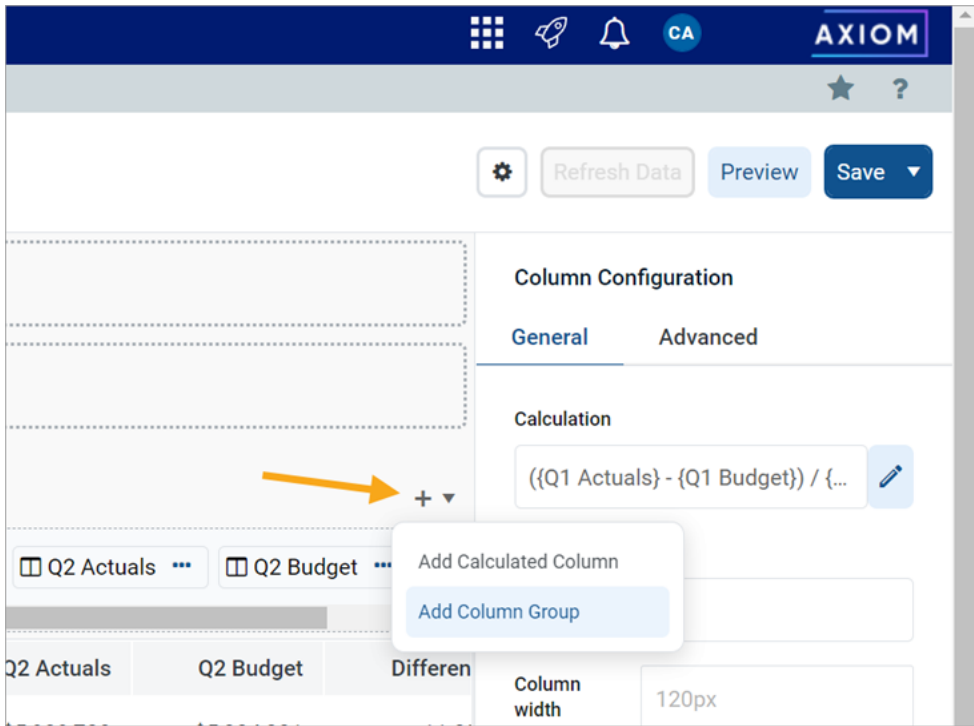 CA
AXIOM
?
Refresh Data
Preview
Save
Column Configuration
General
Advanced
Calculation
({Q1 Actuals} - {Q1 Budget}) / {...
+
Add Calculated Column
Q2 Actuals ...
Q2 Budget ...
Add Column Group
Q2 Actuals
Q2 Budget
Differen
Column
width
120px